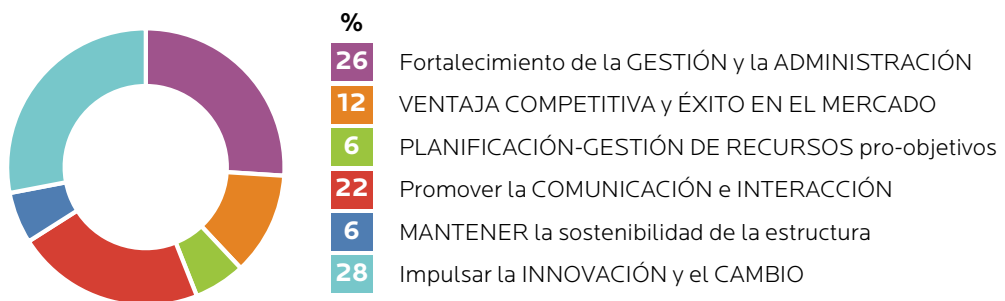 %
26 Fortalecimiento de la GESTIÓN y la ADMINISTRACIÓN
12 VENTAJA COMPETITIVA y ÉXITO EN EL MERCADO
6 PLANIFICACIÓN-GESTIÓN DE RECURSOS pro-objetivos
22 Promover la COMUNICACIÓN e INTERACCIÓN
6 MANTENER la sostenibilidad de la estructura
28 Impulsar la INNOVACIÓN y el CAMBIO